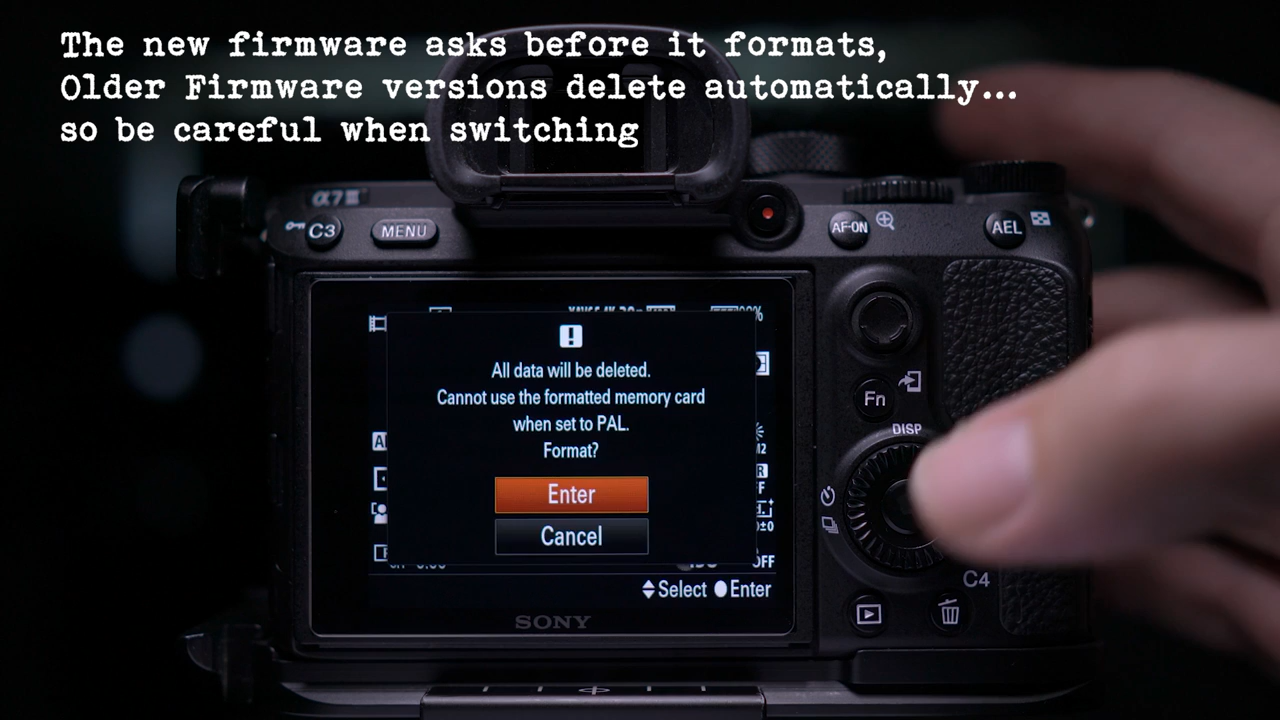 The new firmware asks before it formats,
Older Firmware versions delete automatically...
so be careful when switching
α7III
C3
MENU
AF-ON
AEL
All data will be deleted.
Cannot use the formatted memory card
when set to PAL.
Format?
Enter
Cancel
Select Enter
OFF
Fn
DISP
C4
SONY